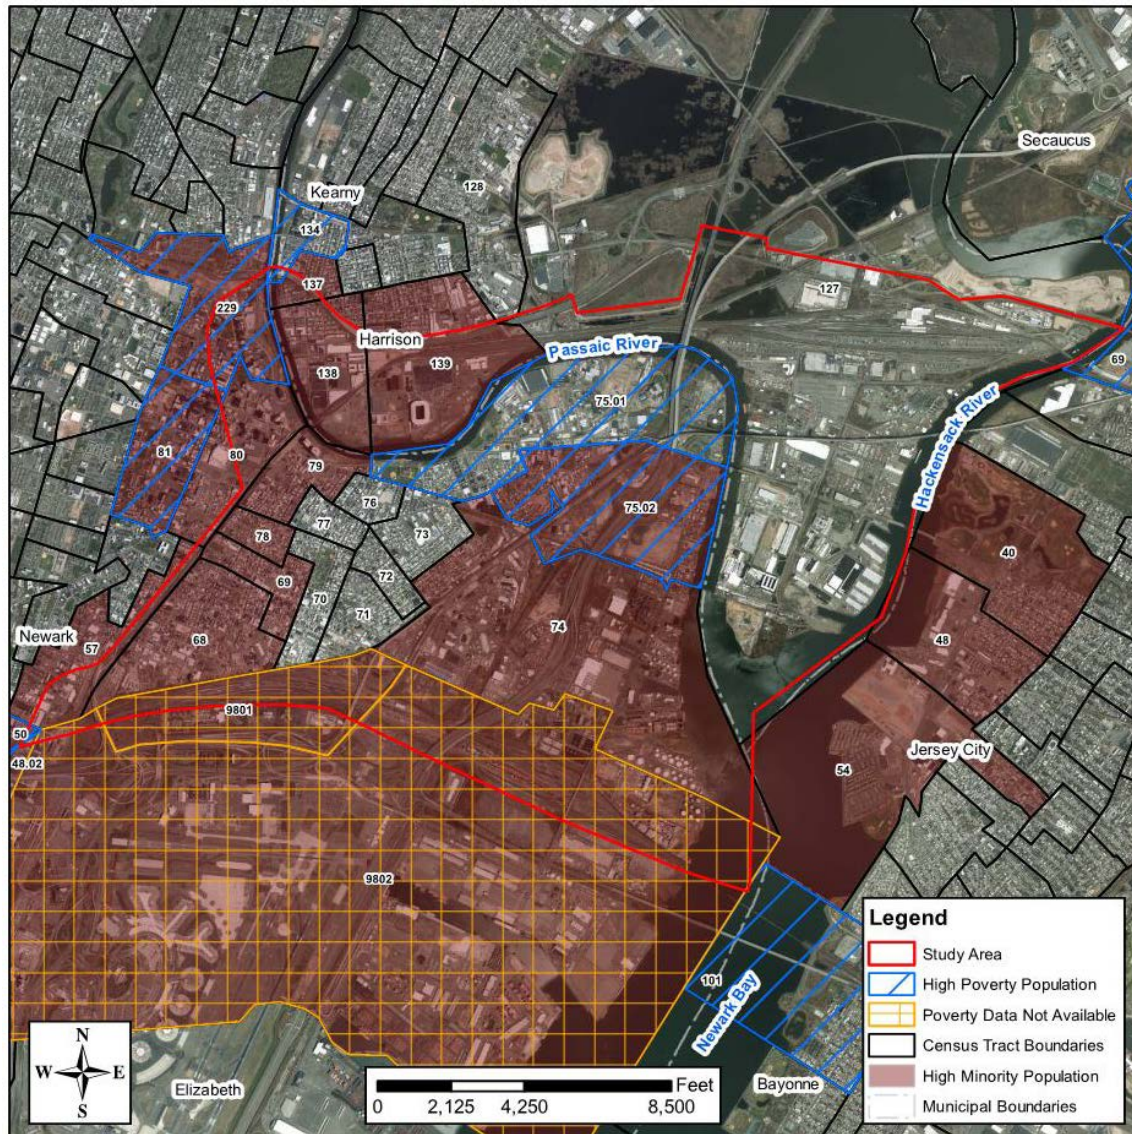 Secaucus
Kearny
128
134
137
127
229
Harrison
Passaic River
138
139
69
75.01
Hackensack River
81
80
79
76
75.02
77
73
78
40
72
69
70
71
74
Newark
57
68
48
9801
50
48.02
Jersey City
54
9802
101
Newark Bay
Elizabeth
Bayonne
Legend
Study Area
High Poverty Population
Poverty Data Not Available
Census Tract Boundaries
High Minority Population
Municipal Boundaries
N
W E
S
Feet
0 2,125 4,250 8,500